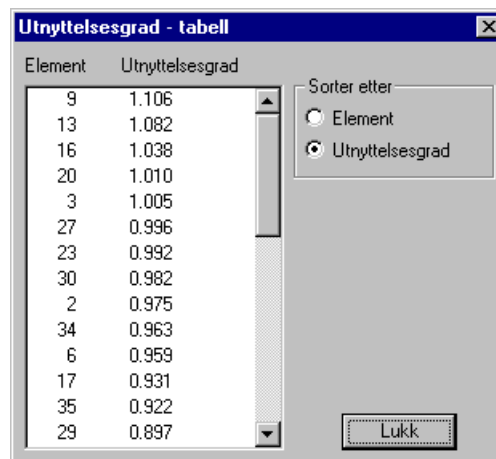 Utnyttelsesgrad - tabell
Element Utnyttelsesgrad
9 1.106
13 1.082
16 1.038
20 1.010
3 1.005
27 0.996
23 0.992
30 0.982
2 0.975
34 0.963
6 0.959
17 0.931
35 0.922
29 0.897
Sorter etter
Element
Utnyttelsesgrad
Lukk